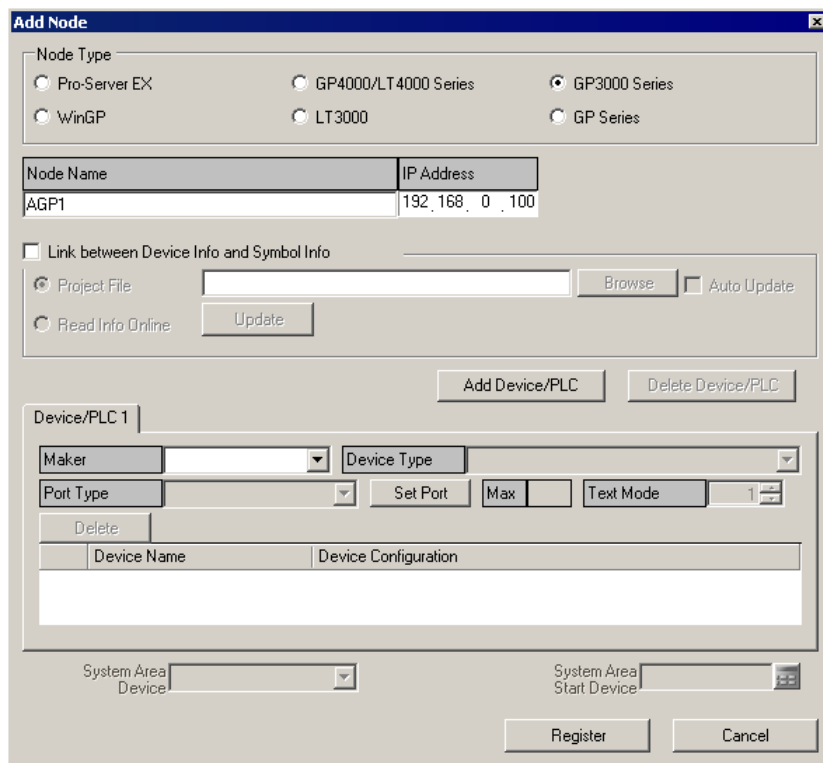 Add Node
Node Type
Pro-Server EX GP4000/LT4000 Series GP3000 Series
WinGP LT3000 GP Series
Node Name IP Address
AGP1 192.168.0.100
Link between Device Info and Symbol Info
Project File Browse Auto Update
Read Info Online Update
Add Device/PLC Delete Device/PLC
Device/PLC 1
Maker Device Type
Port Type Set Port Max Text Mode 1
Delete
Device Name Device Configuration
System Area Device System Area Start Device
Register Cancel